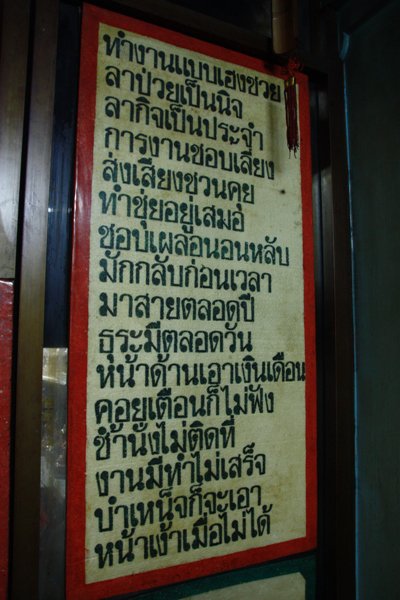 ทำงานแบบเฮงซวย
ลาป่วยเป็นนิจ
ลากิจเป็นประจำ
การงานชอบเลี่ยง
ส่งเสียงชวนคุย
ทำชุ่ยอยู่เสมอ
ชอบเผลอนอนหลับ
มักกลับก่อนเวลา
มาสายตลอดปี
ธุระมีตลอดวัน
หน้าด้านเอาเงินเดือน
คอยเตือนก็ไม่ฟัง
ซ้ำนั่งไม่ติดที่
งานมีทำไม่เสร็จ
บำเหน็จก็จะเอา
หน้าเง้าเมื่อไม่ได้